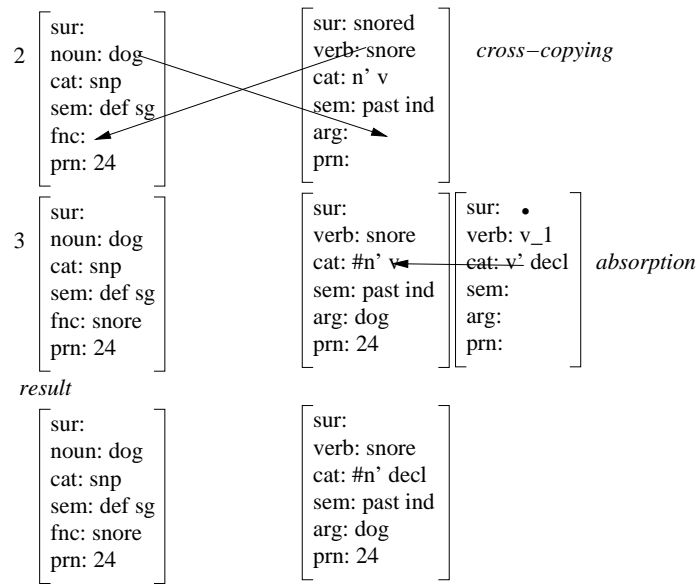 2
sur:
noun: dog
cat: snp
sem: def sg
fnc:
prn: 24
sur: snored
verb: snore
cat: n’ v
sem: past ind
arg:
prn:
cross−copying
3
sur:
noun: dog
cat: snp
sem: def sg
fnc: snore
prn: 24
sur:
verb: snore
cat: #n’ v
sem: past ind
arg: dog
prn: 24
sur: •
verb: v_1
cat: v’ decl
sem:
arg:
prn:
absorption
result
sur:
noun: dog
cat: snp
sem: def sg
fnc: snore
prn: 24
sur:
verb: snore
cat: #n’ decl
sem: past ind
arg: dog
prn: 24